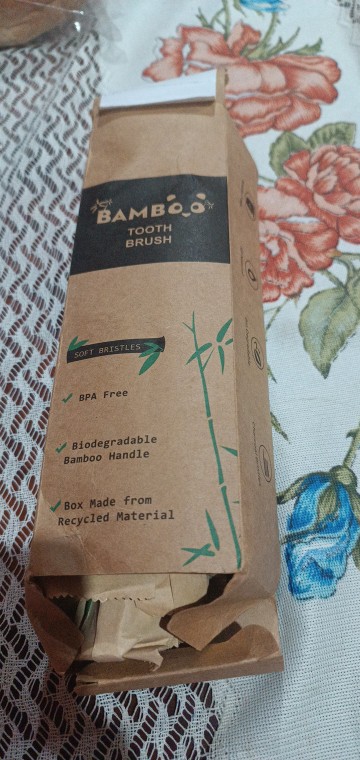 BAMBOO
TOOTH
BRUSH
SOFT BRISTLES
BPA Free
Biodegradable
Bamboo Handle
Box Made from
Recycled Material